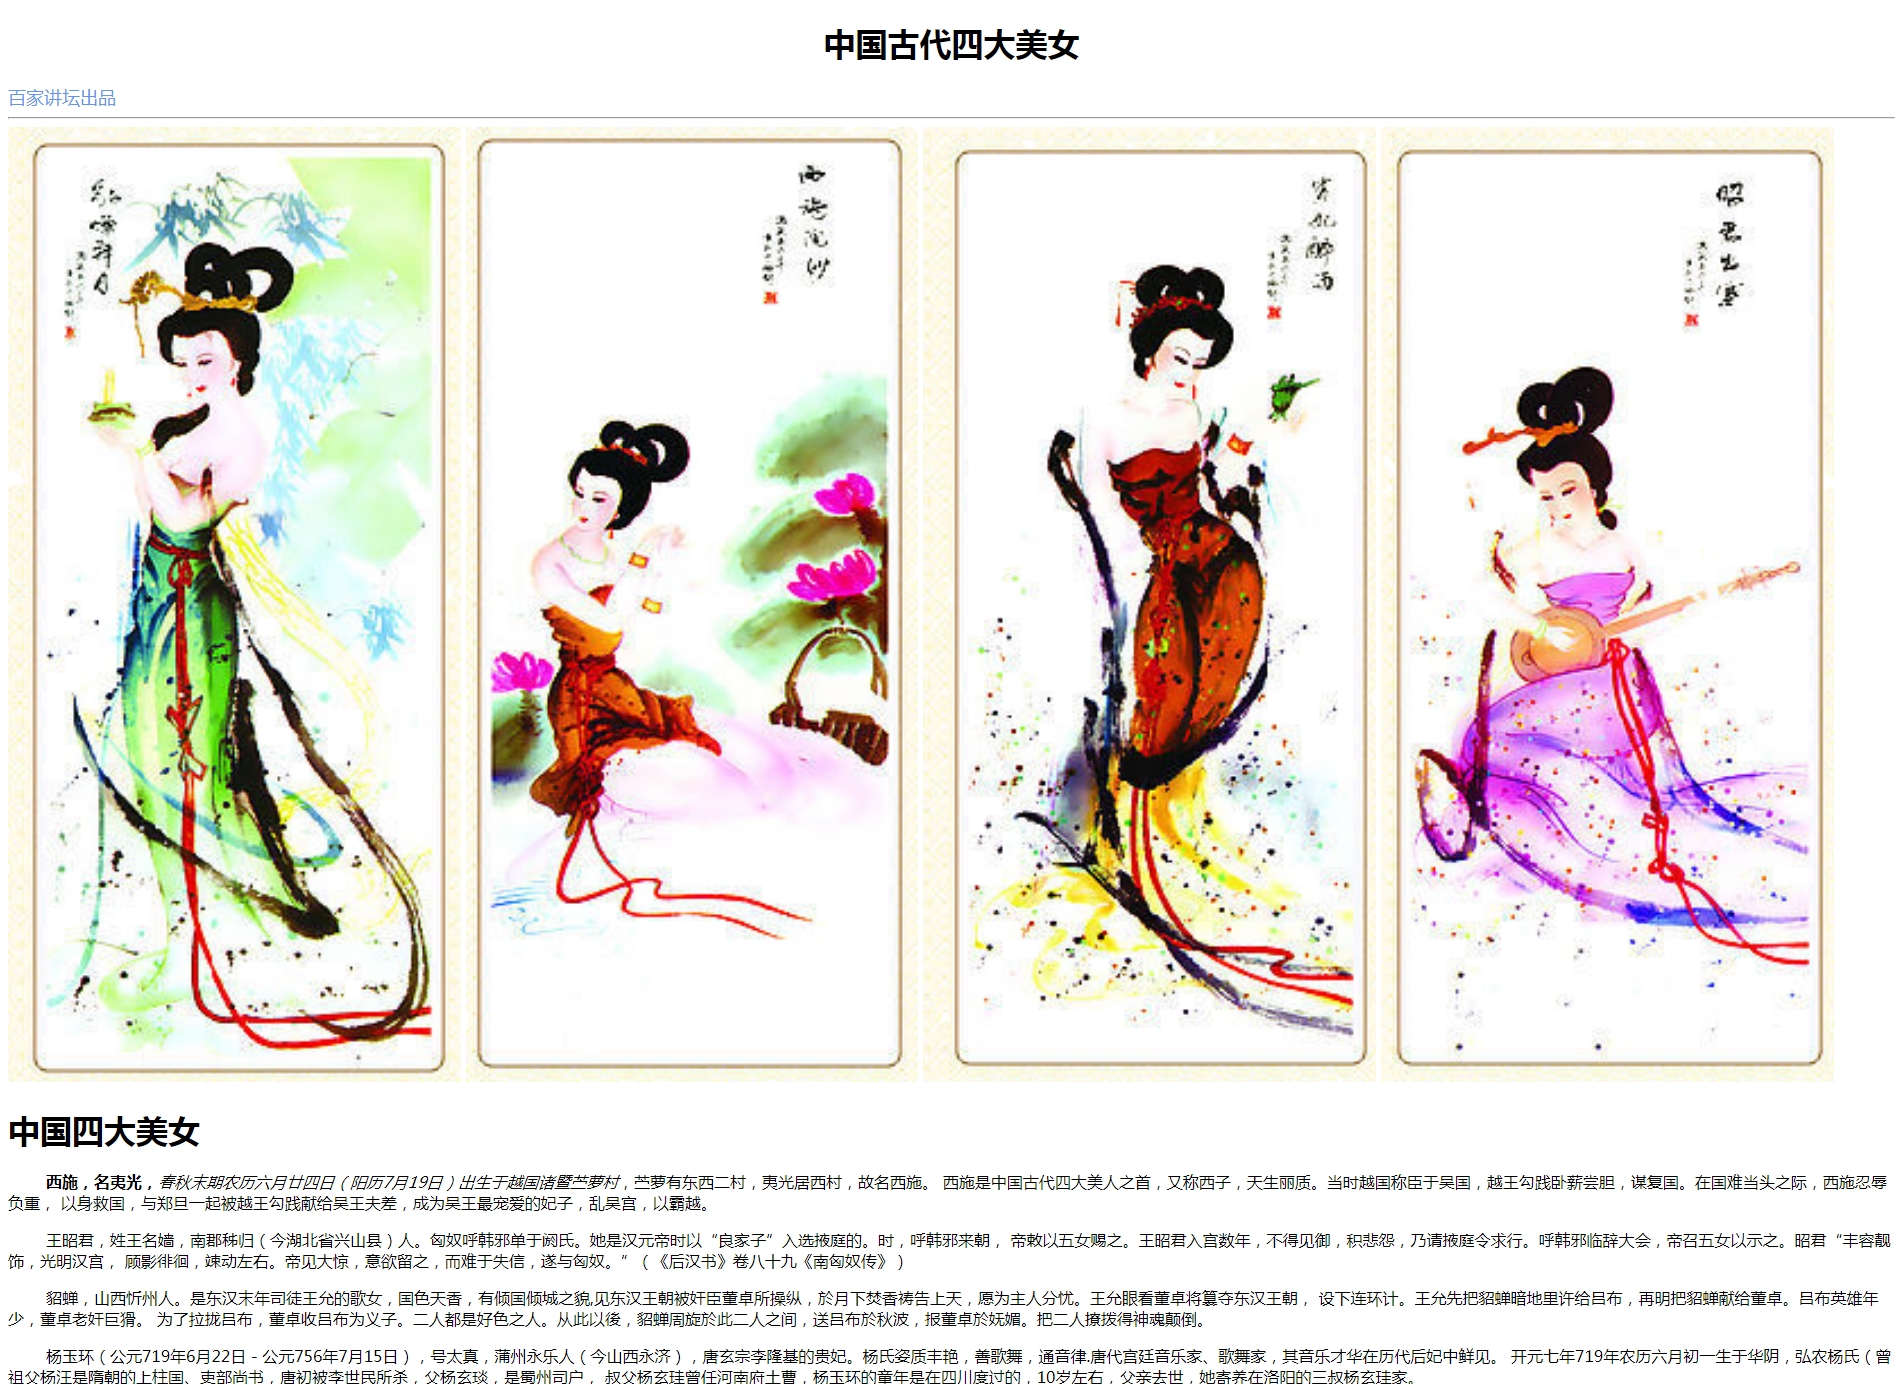 中国古代四大美女
百家讲坛出品
西施浣纱
贵妃醉酒
昭君出塞
中国四大美女
西施，名夷光，春秋末期农历六月廿四日（阳历7月19日）出生于越国诸暨苎萝村，苎萝有东西二村，夷光居西村，故名西施。 西施是中国古代四大美人之首，又称西子，天生丽质。当时越国称臣于吴国，越王勾践卧薪尝胆，谋复国。在国难当头之际，西施忍辱
负重， 以身救国，与郑旦一起被越王勾践献给吴王夫差，成为吴王最宠爱的妃子，乱吴宫，以霸越。
王昭君，姓王名嫱，南郡秭归（今湖北省兴山县）人。匈奴呼韩邪单于阏氏。她是汉元帝时以“良家子”入选掖庭的。时，呼韩邪来朝， 帝敕以五女赐之。王昭君入宫数年，不得见御，积悲怨，乃请掖庭令求行。呼韩邪临辞大会，帝召五女以示之。昭君“丰容靓
饰，光明汉宫， 顾影徘徊，竦动左右。帝见大惊，意欲留之，而难于失信，遂与匈奴。”（《后汉书》卷八十九《南匈奴传》）
貂蝉，山西忻州人。是东汉末年司徒王允的歌女，国色天香，有倾国倾城之貌,见东汉王朝被奸臣董卓所操纵，於月下焚香祷告上天，愿为主人分忧。王允眼看董卓将篡夺东汉王朝， 设下连环计。王允先把貂蝉暗地里许给吕布，再明把貂蝉献给董卓。吕布英雄年
少，董卓老奸巨猾。 为了拉拢吕布，董卓收吕布为义子。二人都是好色之人。从此以後，貂蝉周旋於此二人之间，送吕布於秋波，报董卓於妩媚。把二人撩拨得神魂颠倒。
杨玉环（公元719年6月22日－公元756年7月15日），号太真，蒲州永乐人（今山西永济），唐玄宗李隆基的贵妃。杨氏姿质丰艳，善歌舞，通音律.唐代宫廷音乐家、歌舞家，其音乐才华在历代后妃中鲜见。 开元七年719年农历六月初一生于华阴，弘农杨氏（曾
祖父杨汪是隋朝的上柱国、吏部尚书，唐初被李世民所杀，父杨玄琰，是蜀州司户， 叔父杨玄珪曾任河南府土曹，杨玉环的童年是在四川度过的，10岁左右，父亲去世，她寄养在洛阳的三叔杨玄珪家。